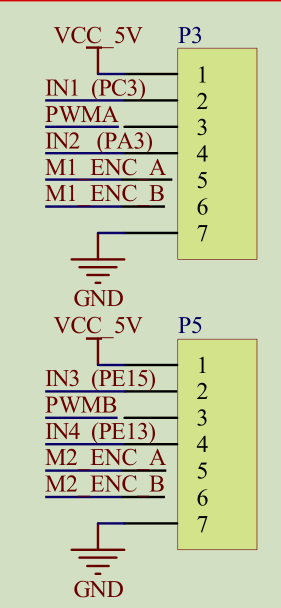 VCC_5V P3
1
IN1 (PC3) 2
PWMA 3
IN2 (PA3) 4
M1_ENC_A 5
M1_ENC_B 6
7
GND
VCC_5V P5
1
IN3 (PE15) 2
PWMB 3
IN4 (PE13) 4
M2_ENC_A 5
M2_ENC_B 6
7
GND